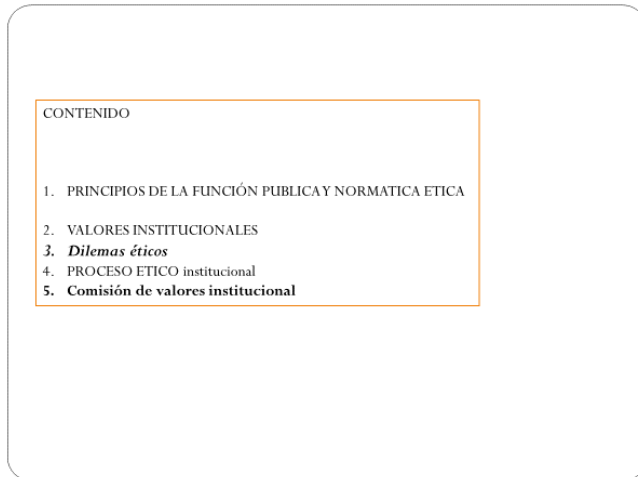 CONTENIDO
1. PRINCIPIOS DE LA FUNCIÓN PUBLICA Y NORMATICA ETICA
2. VALORES INSTITUCIONALES
3. Dilemas éticos
4. PROCESO ETICO institucional
5. Comisión de valores institucional